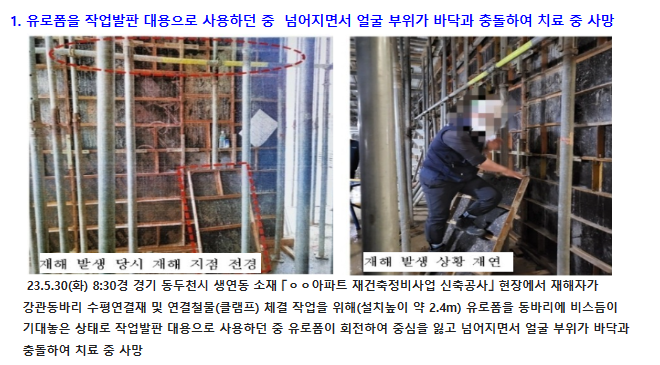 1. 유로폼을 작업발판 대용으로 사용하던 중 넘어지면서 얼굴 부위가 바닥과 충돌하여 치료 중 사망
재해 발생 당시 재해 지점 전경
재해 발생 상황 재연
23.5.30(화) 8:30경 경기 동두천시 생연동 소재「ㅇㅇ아파트 재건축정비사업 신축공사」현장에서 재해자가
강관동바리 수평연결재 및 연결철물(클램프) 체결 작업을 위해(설치높이 약 2.4m) 유로폼을 동바리에 비스듬이
기대놓은 상태로 작업발판 대용으로 사용하던 중 유로폼이 회전하여 중심을 잃고 넘어지면서 얼굴 부위가 바닥과
충돌하여 치료 중 사망